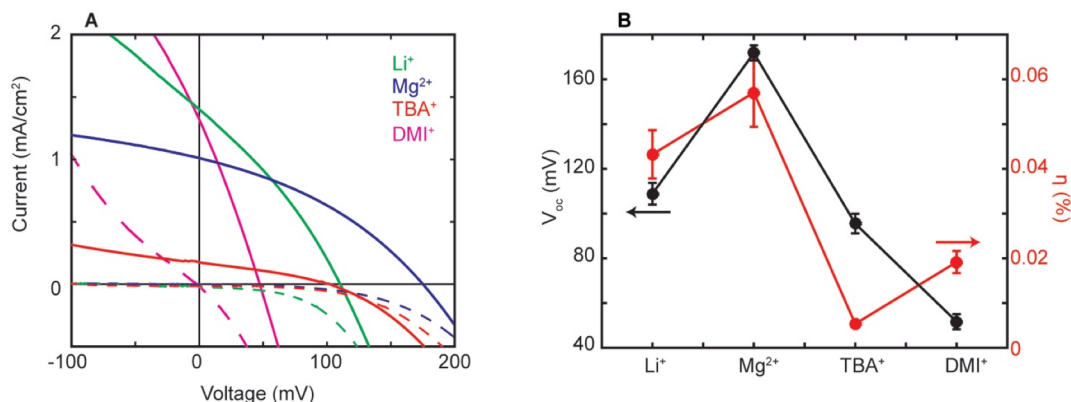 A
2
1
0
-100
0
100
200
Current (mA/cm²)
Voltage (mV)
Li⁺
Mg²⁺
TBA⁺
DMI⁺
B
160
120
80
40
V_oc (mV)
0.06
0.04
0.02
0
η (%)
Li⁺
Mg²⁺
TBA⁺
DMI⁺